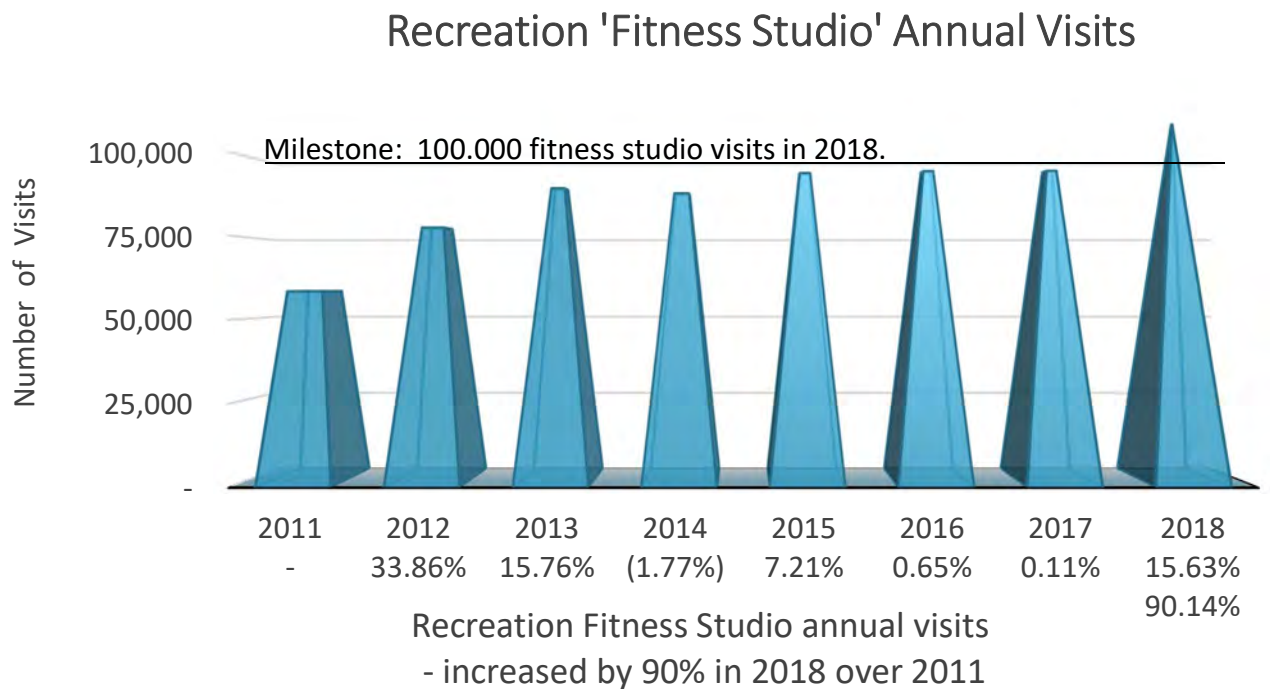 Recreation 'Fitness Studio' Annual Visits
Milestone: 100.000 fitness studio visits in 2018.
Number of Visits
100,000
75,000
50,000
25,000
-
2011 2012 2013 2014 2015 2016 2017 2018
- 33.86% 15.76% (1.77%) 7.21% 0.65% 0.11% 15.63%
90.14%
Recreation Fitness Studio annual visits
- increased by 90% in 2018 over 2011